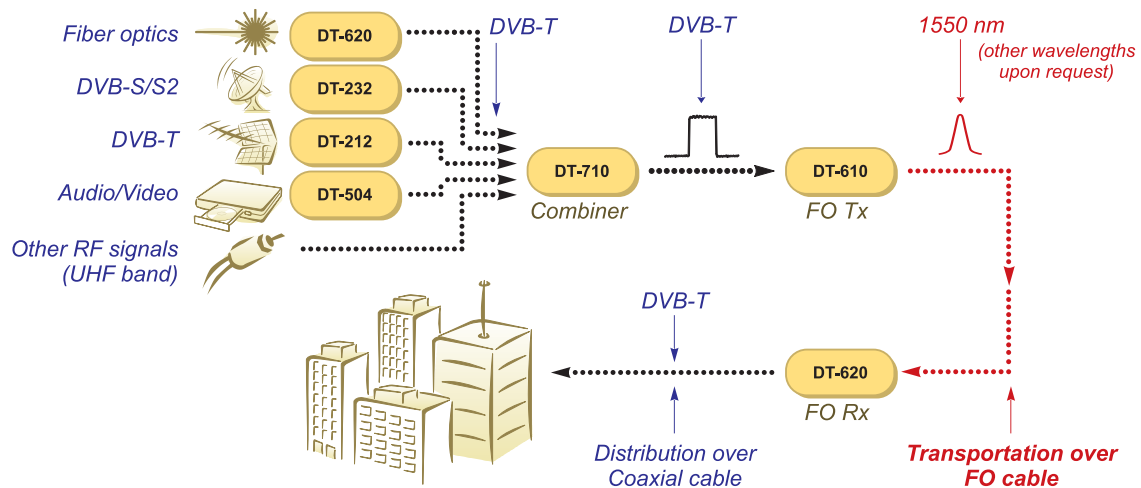 Fiber optics
DT-620
DVB-T
DVB-T
1550 nm
(other wavelengths
upon request)
DVB-S/S2
DT-232
DVB-T
DT-212
Audio/Video
DT-504
DT-710
Combiner
DT-610
FO Tx
Other RF signals
(UHF band)
DVB-T
DT-620
FO Rx
Distribution over
Coaxial cable
Transportation over
FO cable